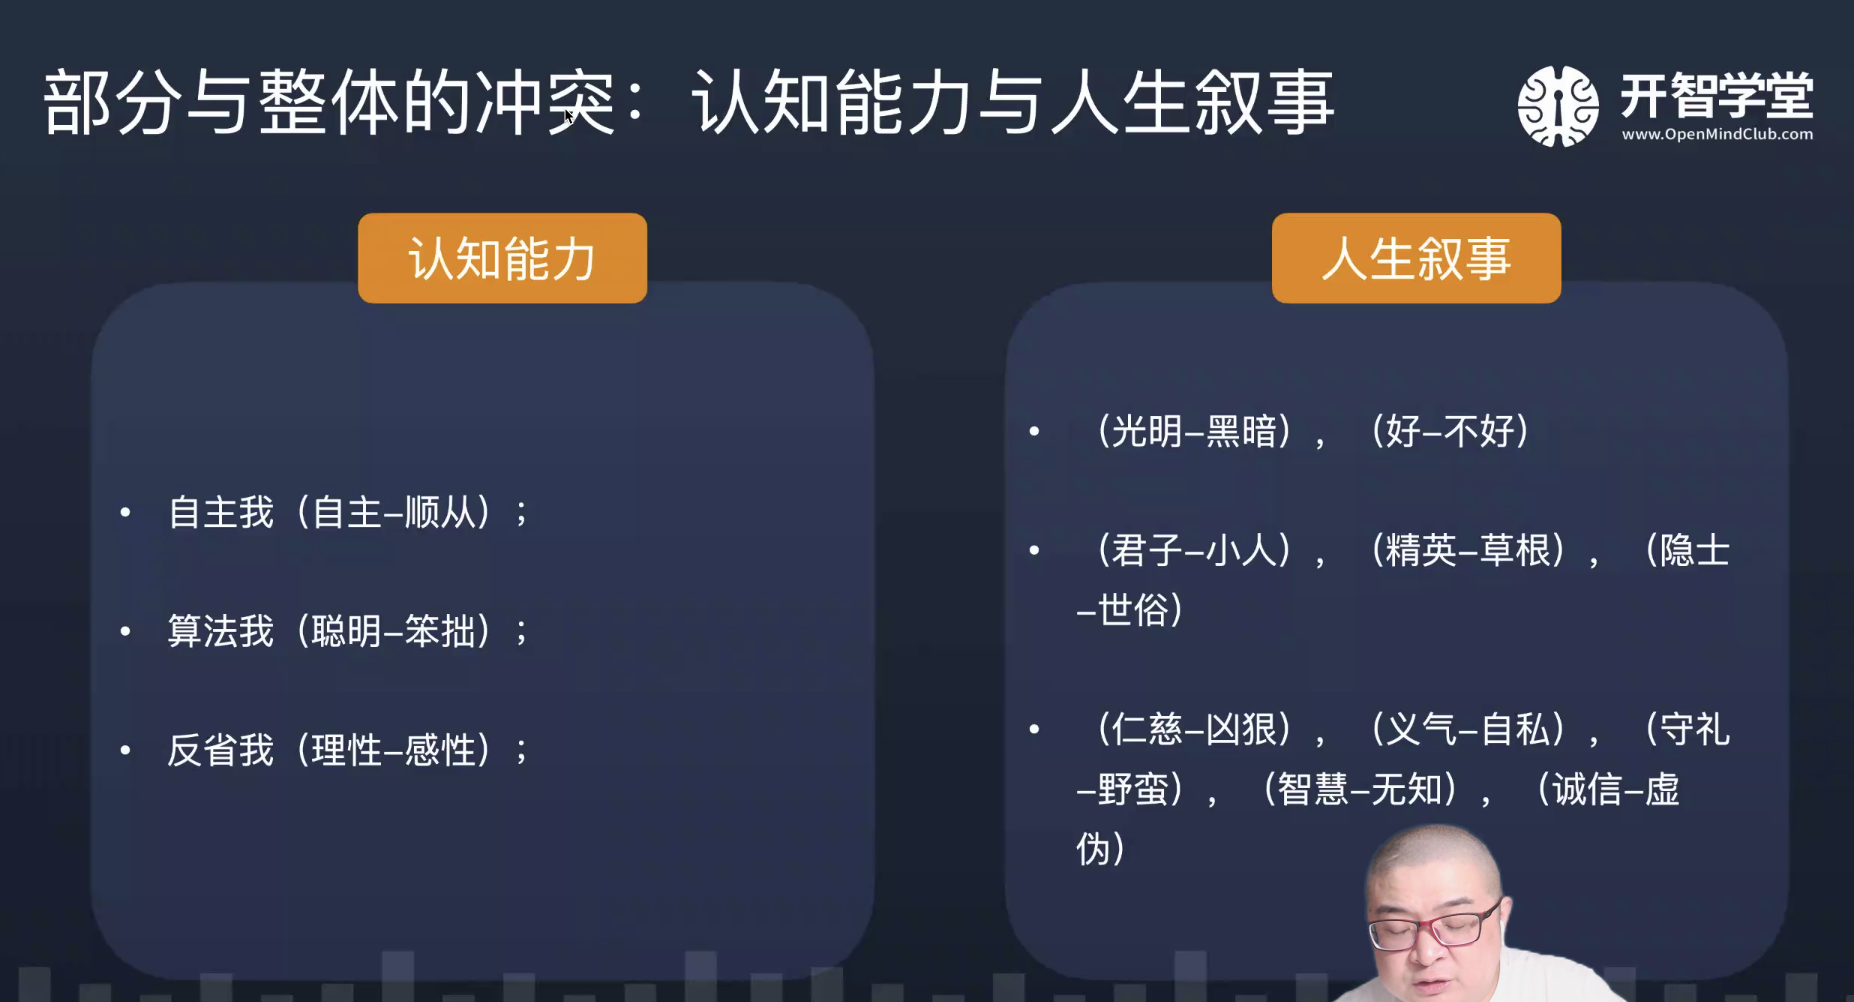 部分与整体的冲突：认知能力与人生叙事
开智学堂
www.OpenMindClub.com
认知能力
• 自主我（自主–顺从）；
• 算法我（聪明–笨拙）；
• 反省我（理性–感性）；
人生叙事
• （光明–黑暗），（好–不好）
• （君子–小人），（精英–草根），（隐士
–世俗）
• （仁慈–凶狠），（义气–自私），（守礼
–野蛮），（智慧–无知），（诚信–虚
伪）